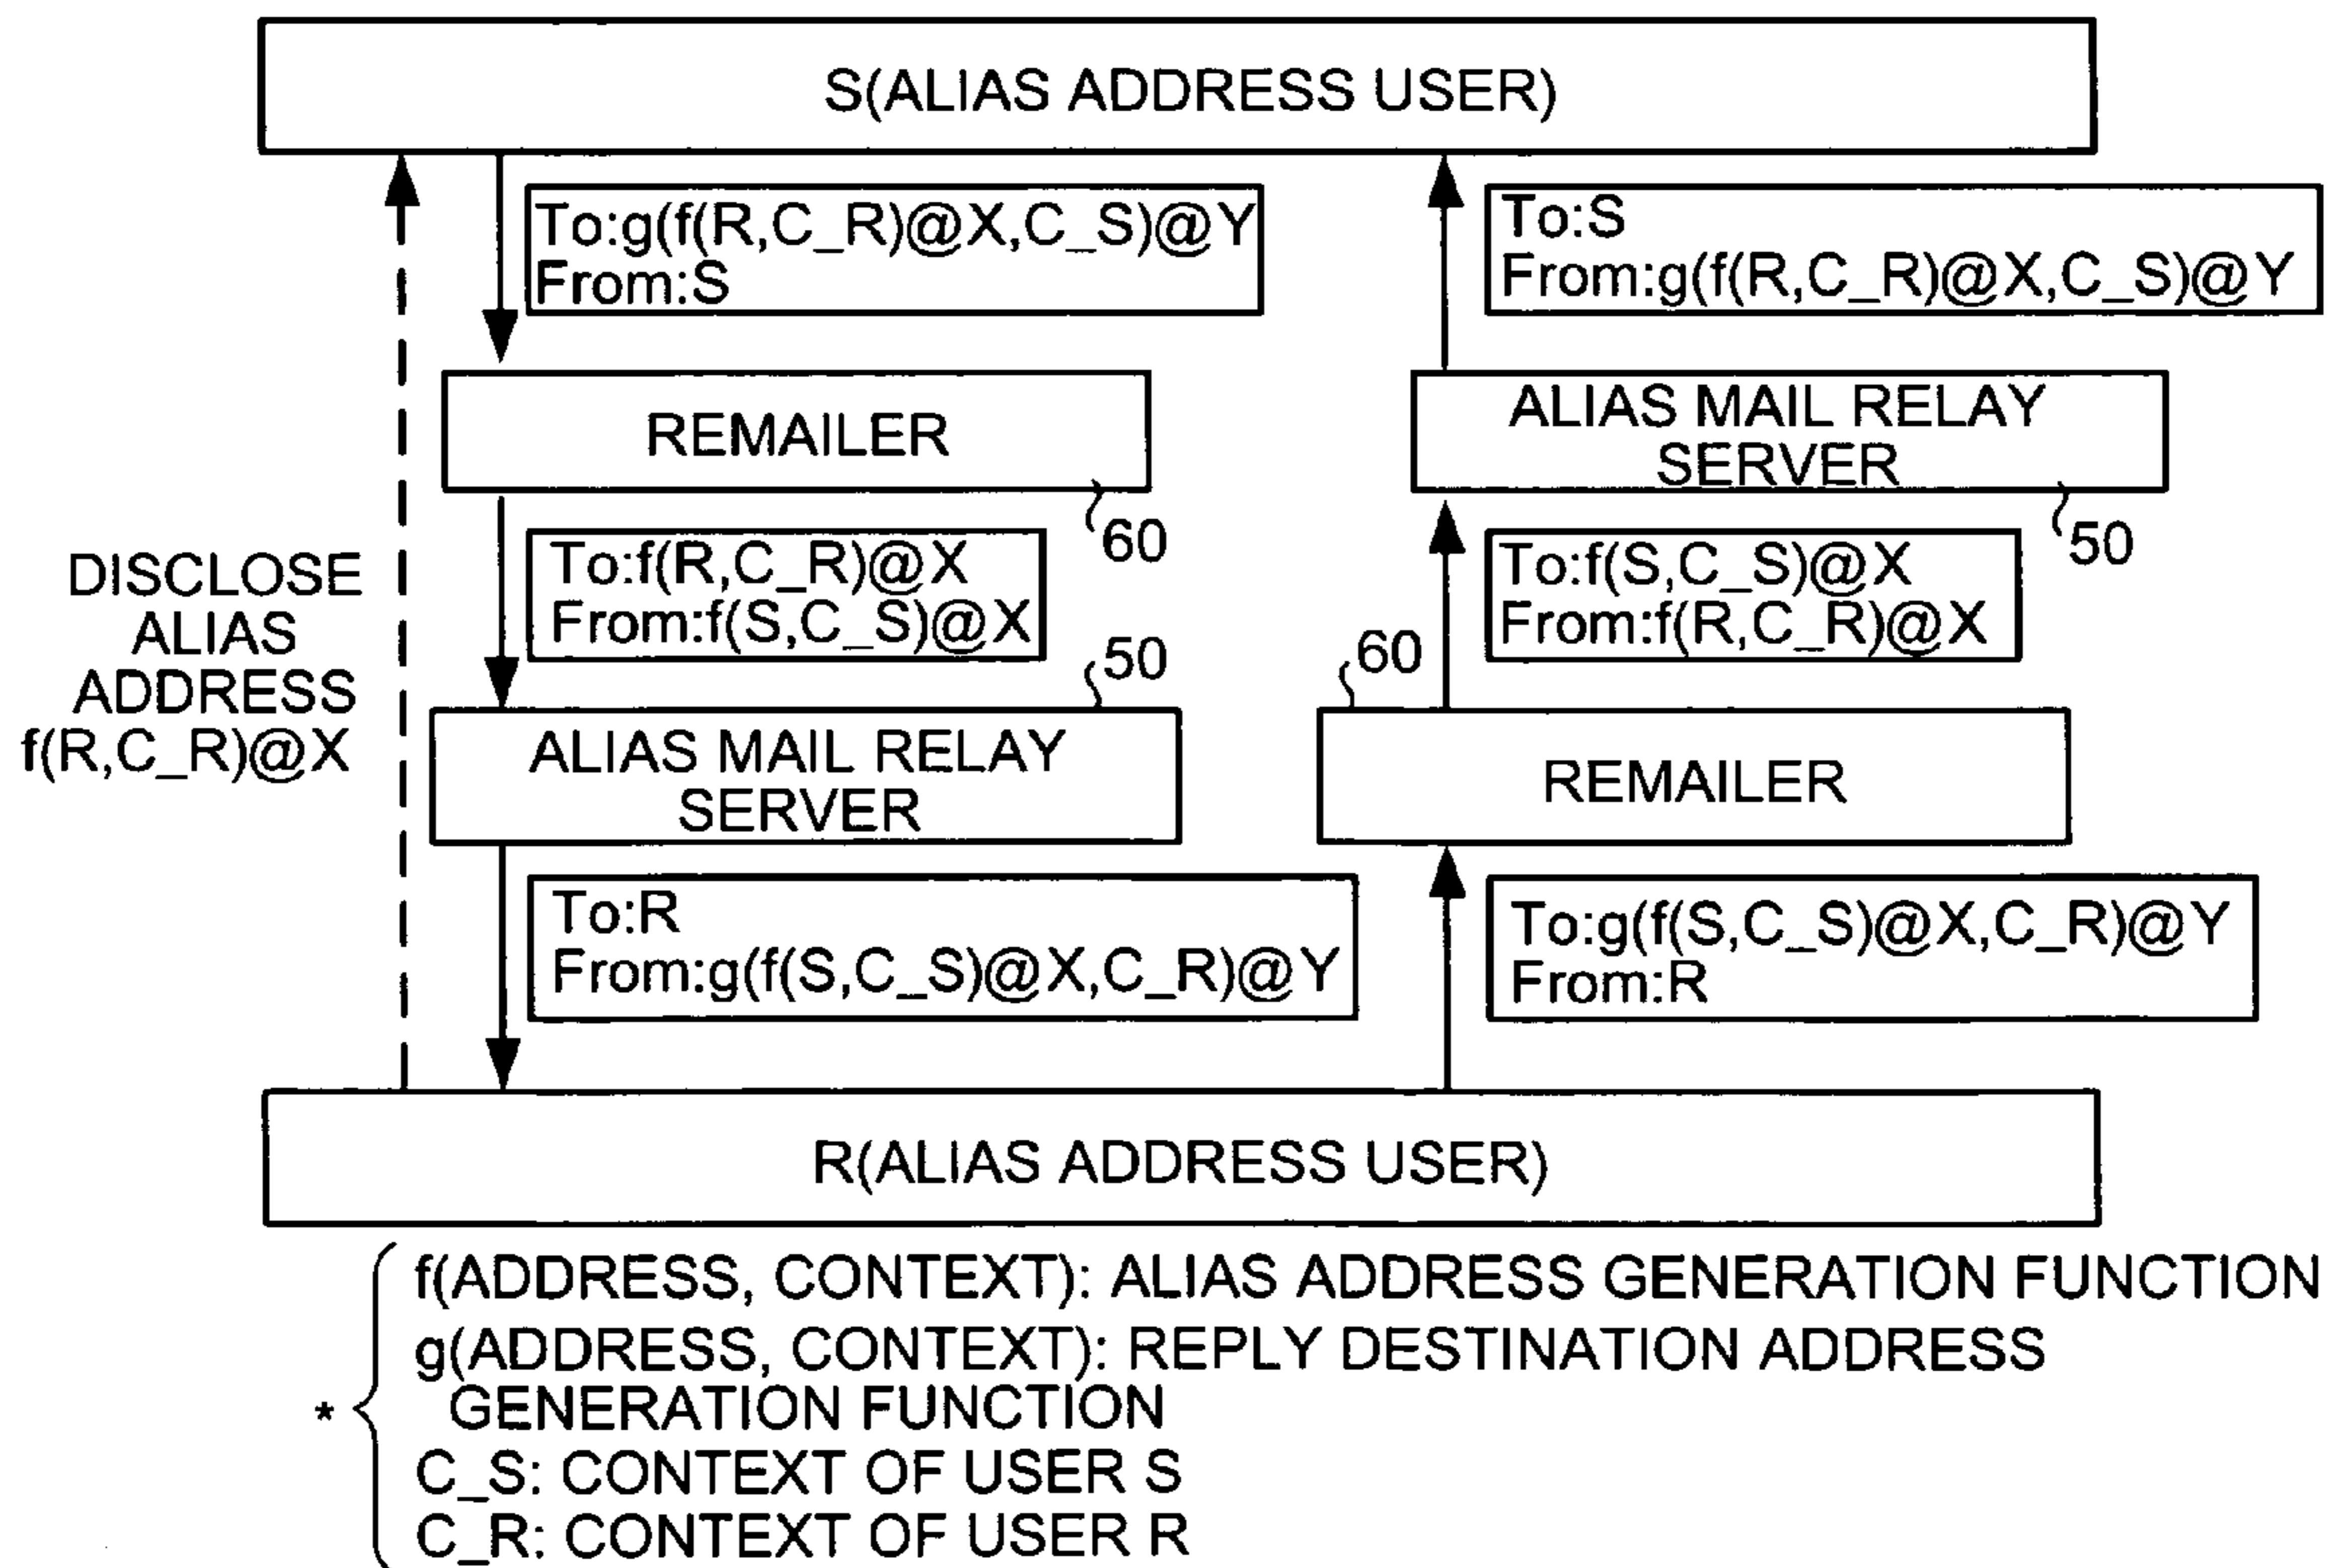 S(ALIAS ADDRESS USER)
To:g(f(R,C_R)@X,C_S)@Y
From:S
To:S
From:g(f(R,C_R)@X,C_S)@Y
REMAILER
60
ALIAS MAIL RELAY
SERVER
50
DISCLOSE
ALIAS
ADDRESS
f(R,C_R)@X
To:f(R,C_R)@X
From:f(S,C_S)@X
To:f(S,C_S)@X
From:f(R,C_R)@X
50
ALIAS MAIL RELAY
SERVER
60
REMAILER
To:R
From:g(f(S,C_S)@X,C_R)@Y
To:g(f(S,C_S)@X,C_R)@Y
From:R
R(ALIAS ADDRESS USER)
*
f(ADDRESS, CONTEXT): ALIAS ADDRESS GENERATION FUNCTION
g(ADDRESS, CONTEXT): REPLY DESTINATION ADDRESS
GENERATION FUNCTION
C_S: CONTEXT OF USER S
C_R: CONTEXT OF USER R